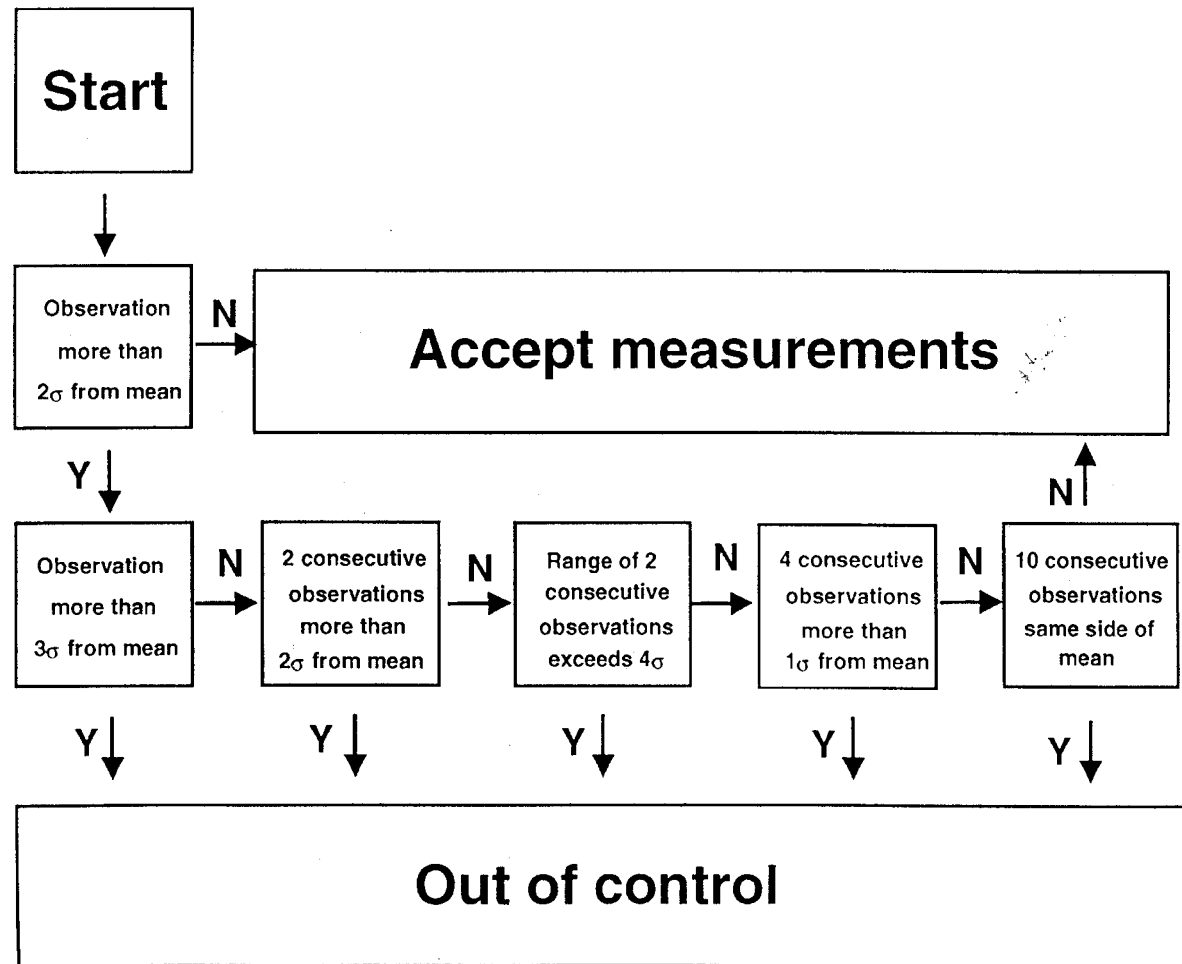 Start
Observation
more than
2σ from mean
N
Accept measurements
Y
N
Observation
more than
3σ from mean
N
2 consecutive
observations
more than
2σ from mean
N
Range of 2
consecutive
observations
exceeds 4σ
N
4 consecutive
observations
more than
1σ from mean
N
10 consecutive
observations
same side of
mean
Y
Y
Y
Y
Y
Out of control